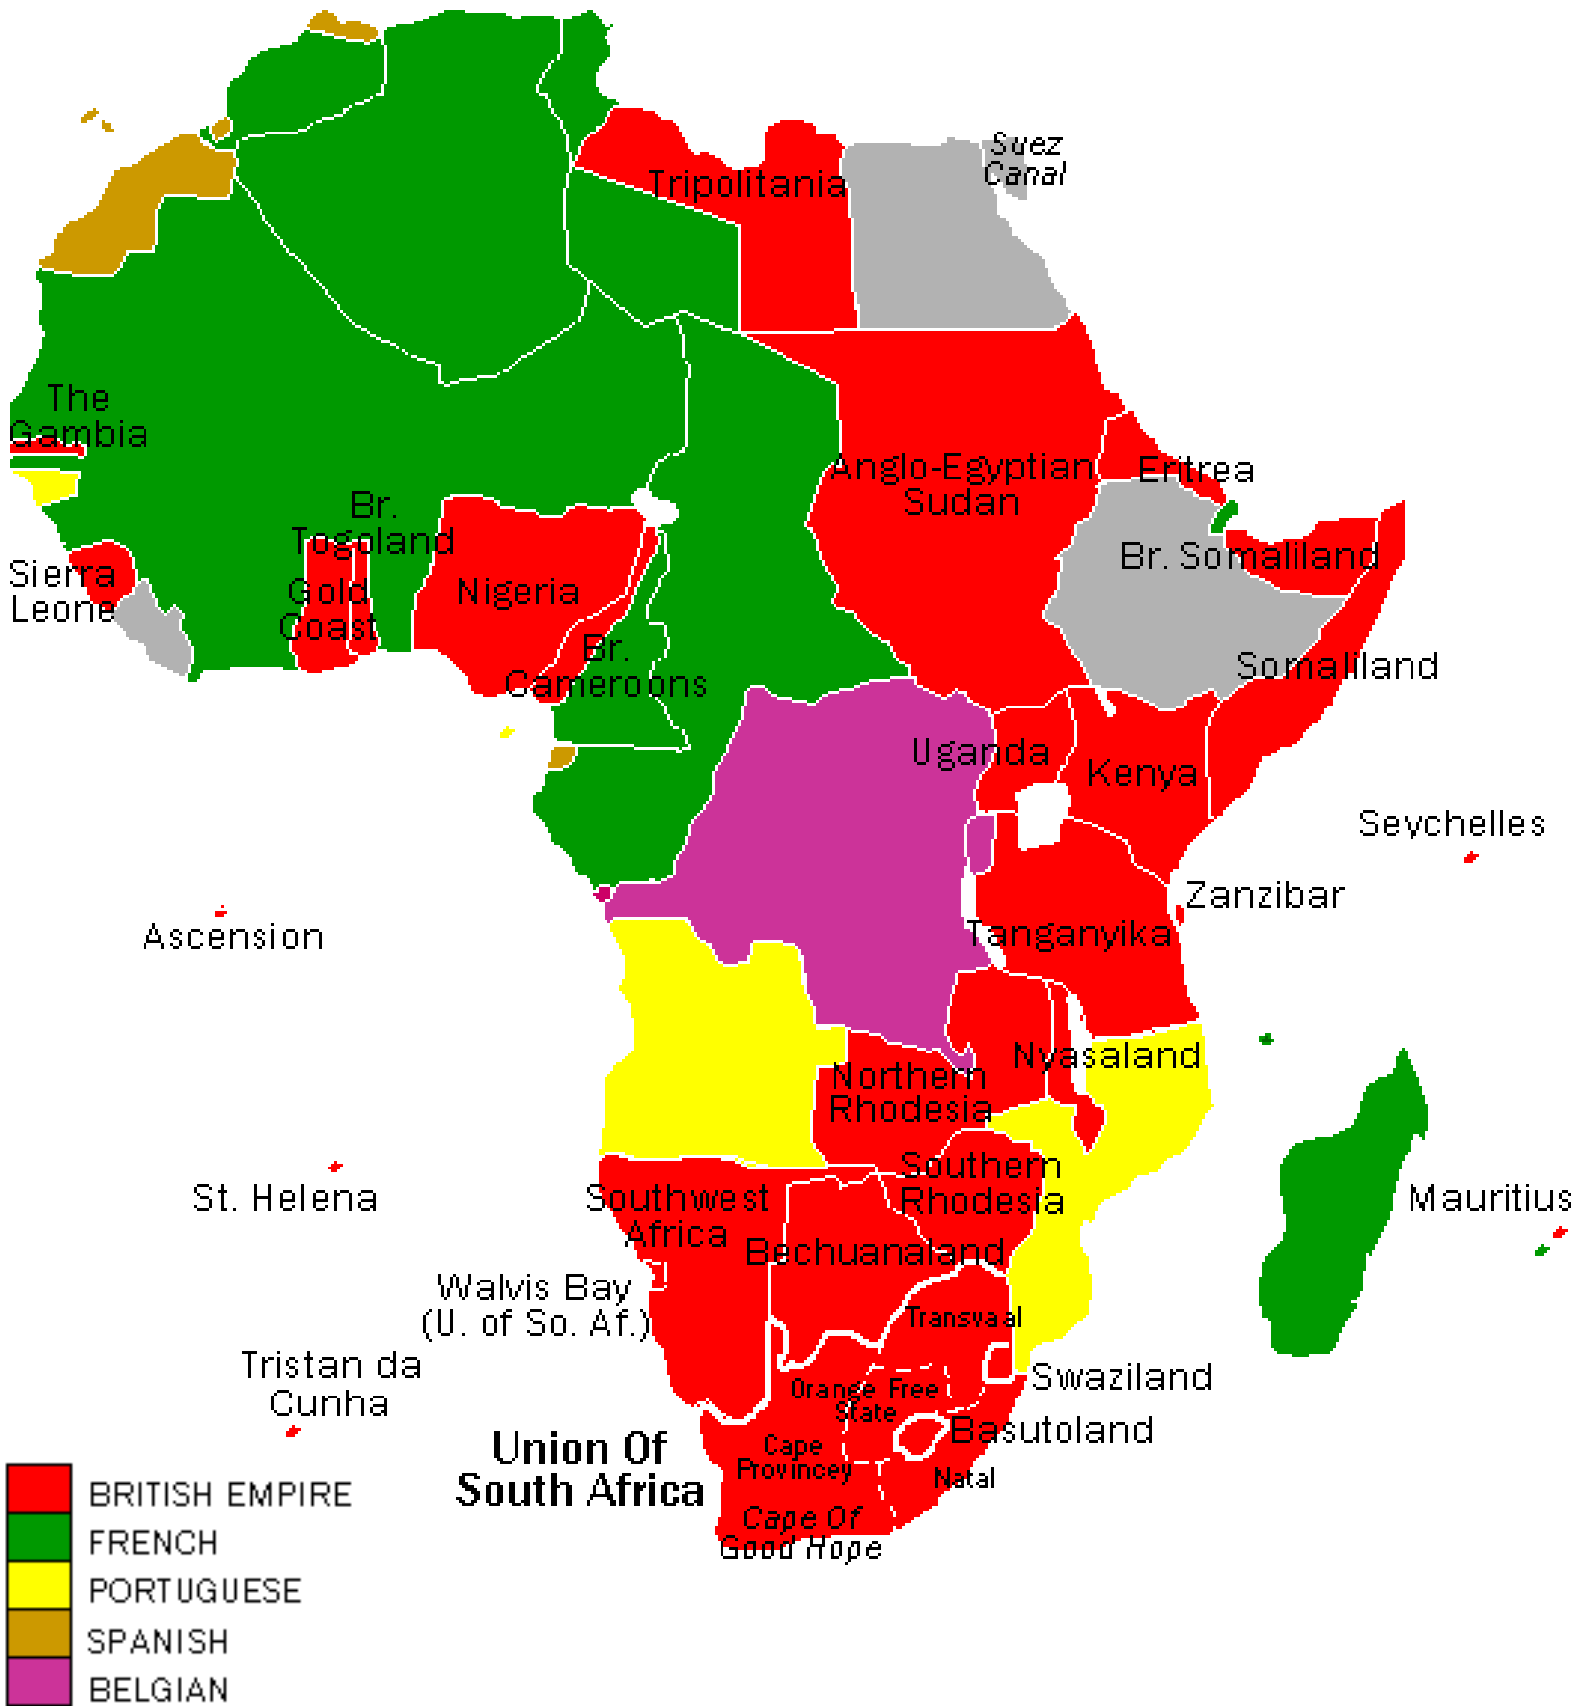 Suez
Canal
Tripolitania
The
Gambia
Anglo-Egyptian
Sudan
Eritrea
Br.
Togoland
Br. Somaliland
Sierra
Leone
Gold
Coast
Nigeria
Br.
Cameroons
Somaliland
Uganda
Kenya
Seychelles
Zanzibar
Ascension
Tanganyika
Nyasaland
Northern
Rhodesia
Southern
Rhodesia
St. Helena
Southwest
Africa
Mauritius
Bechuanaland
Walvis Bay
(U. of So. Af.)
Transvaal
Tristan da
Cunha
Orange Free
State
Swaziland
Basutoland
Union Of
South Africa
Cape
Provincey
Natal
Cape Of
Good Hope
BRITISH EMPIRE
FRENCH
PORTUGUESE
SPANISH
BELGIAN